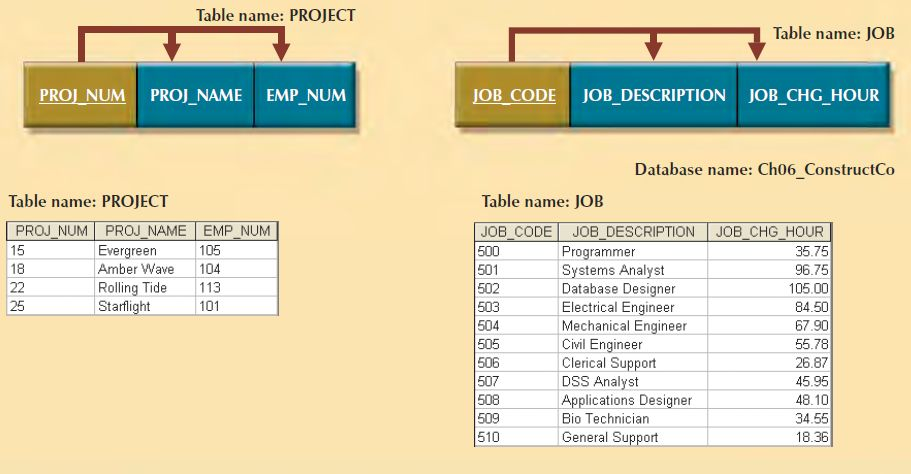 Table name: PROJECT
PROJ_NUM PROJ_NAME EMP_NUM
Table name: JOB
JOB_CODE JOB_DESCRIPTION JOB_CHG_HOUR
Database name: Ch06_ConstructCo
Table name: PROJECT
PROJ_NUM PROJ_NAME EMP_NUM
15 Evergreen 105
18 Amber Wave 104
22 Rolling Tide 113
25 Starflight 101
Table name: JOB
JOB_CODE JOB_DESCRIPTION JOB_CHG_HOUR
500 Programmer 35.75
501 Systems Analyst 96.75
502 Database Designer 105.00
503 Electrical Engineer 84.50
504 Mechanical Engineer 67.90
505 Civil Engineer 55.78
506 Clerical Support 26.87
507 DSS Analyst 45.95
508 Applications Designer 48.10
509 Bio Technician 34.55
510 General Support 18.36